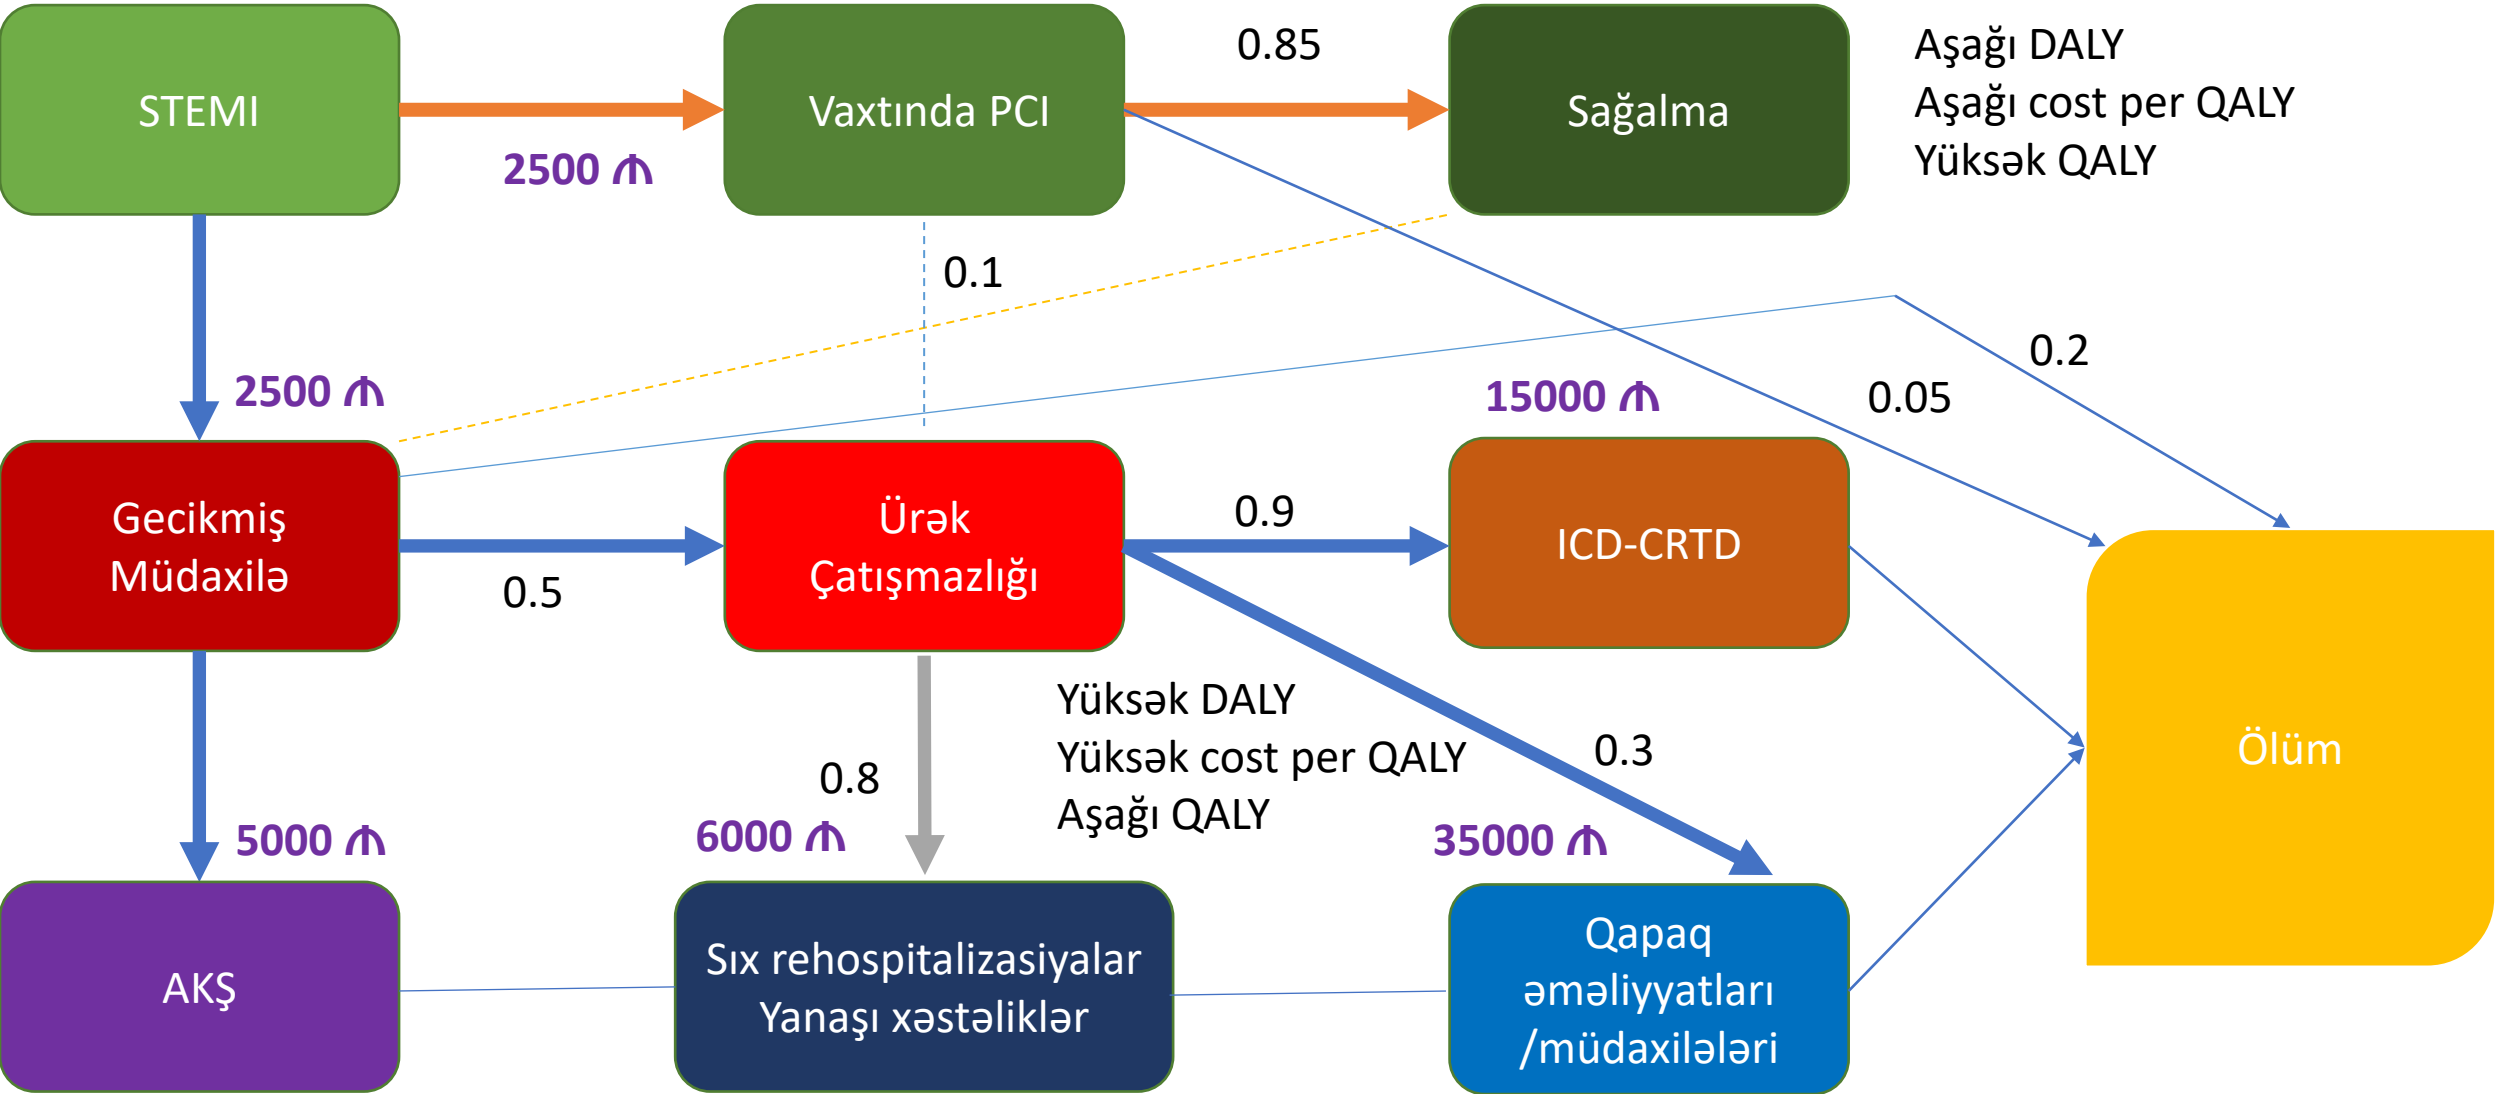 STEMI
2500 ₼
Vaxtında PCI
0.85
Sağalma
Aşağı DALY
Aşağı cost per QALY
Yüksək QALY
0.1
0.2
0.05
2500 ₼
15000 ₼
Gecikmiş
Müdaxilə
0.5
Ürək
Çatışmazlığı
0.9
ICD-CRTD
Yüksək DALY
Yüksək cost per QALY
Aşağı QALY
0.3
0.8
Ölüm
5000 ₼
6000 ₼
35000 ₼
AKŞ
Sıx rehospitalizasiyalar
Yanaşı xəstəliklər
Qapaq
əməliyyatları
/müdaxilələri